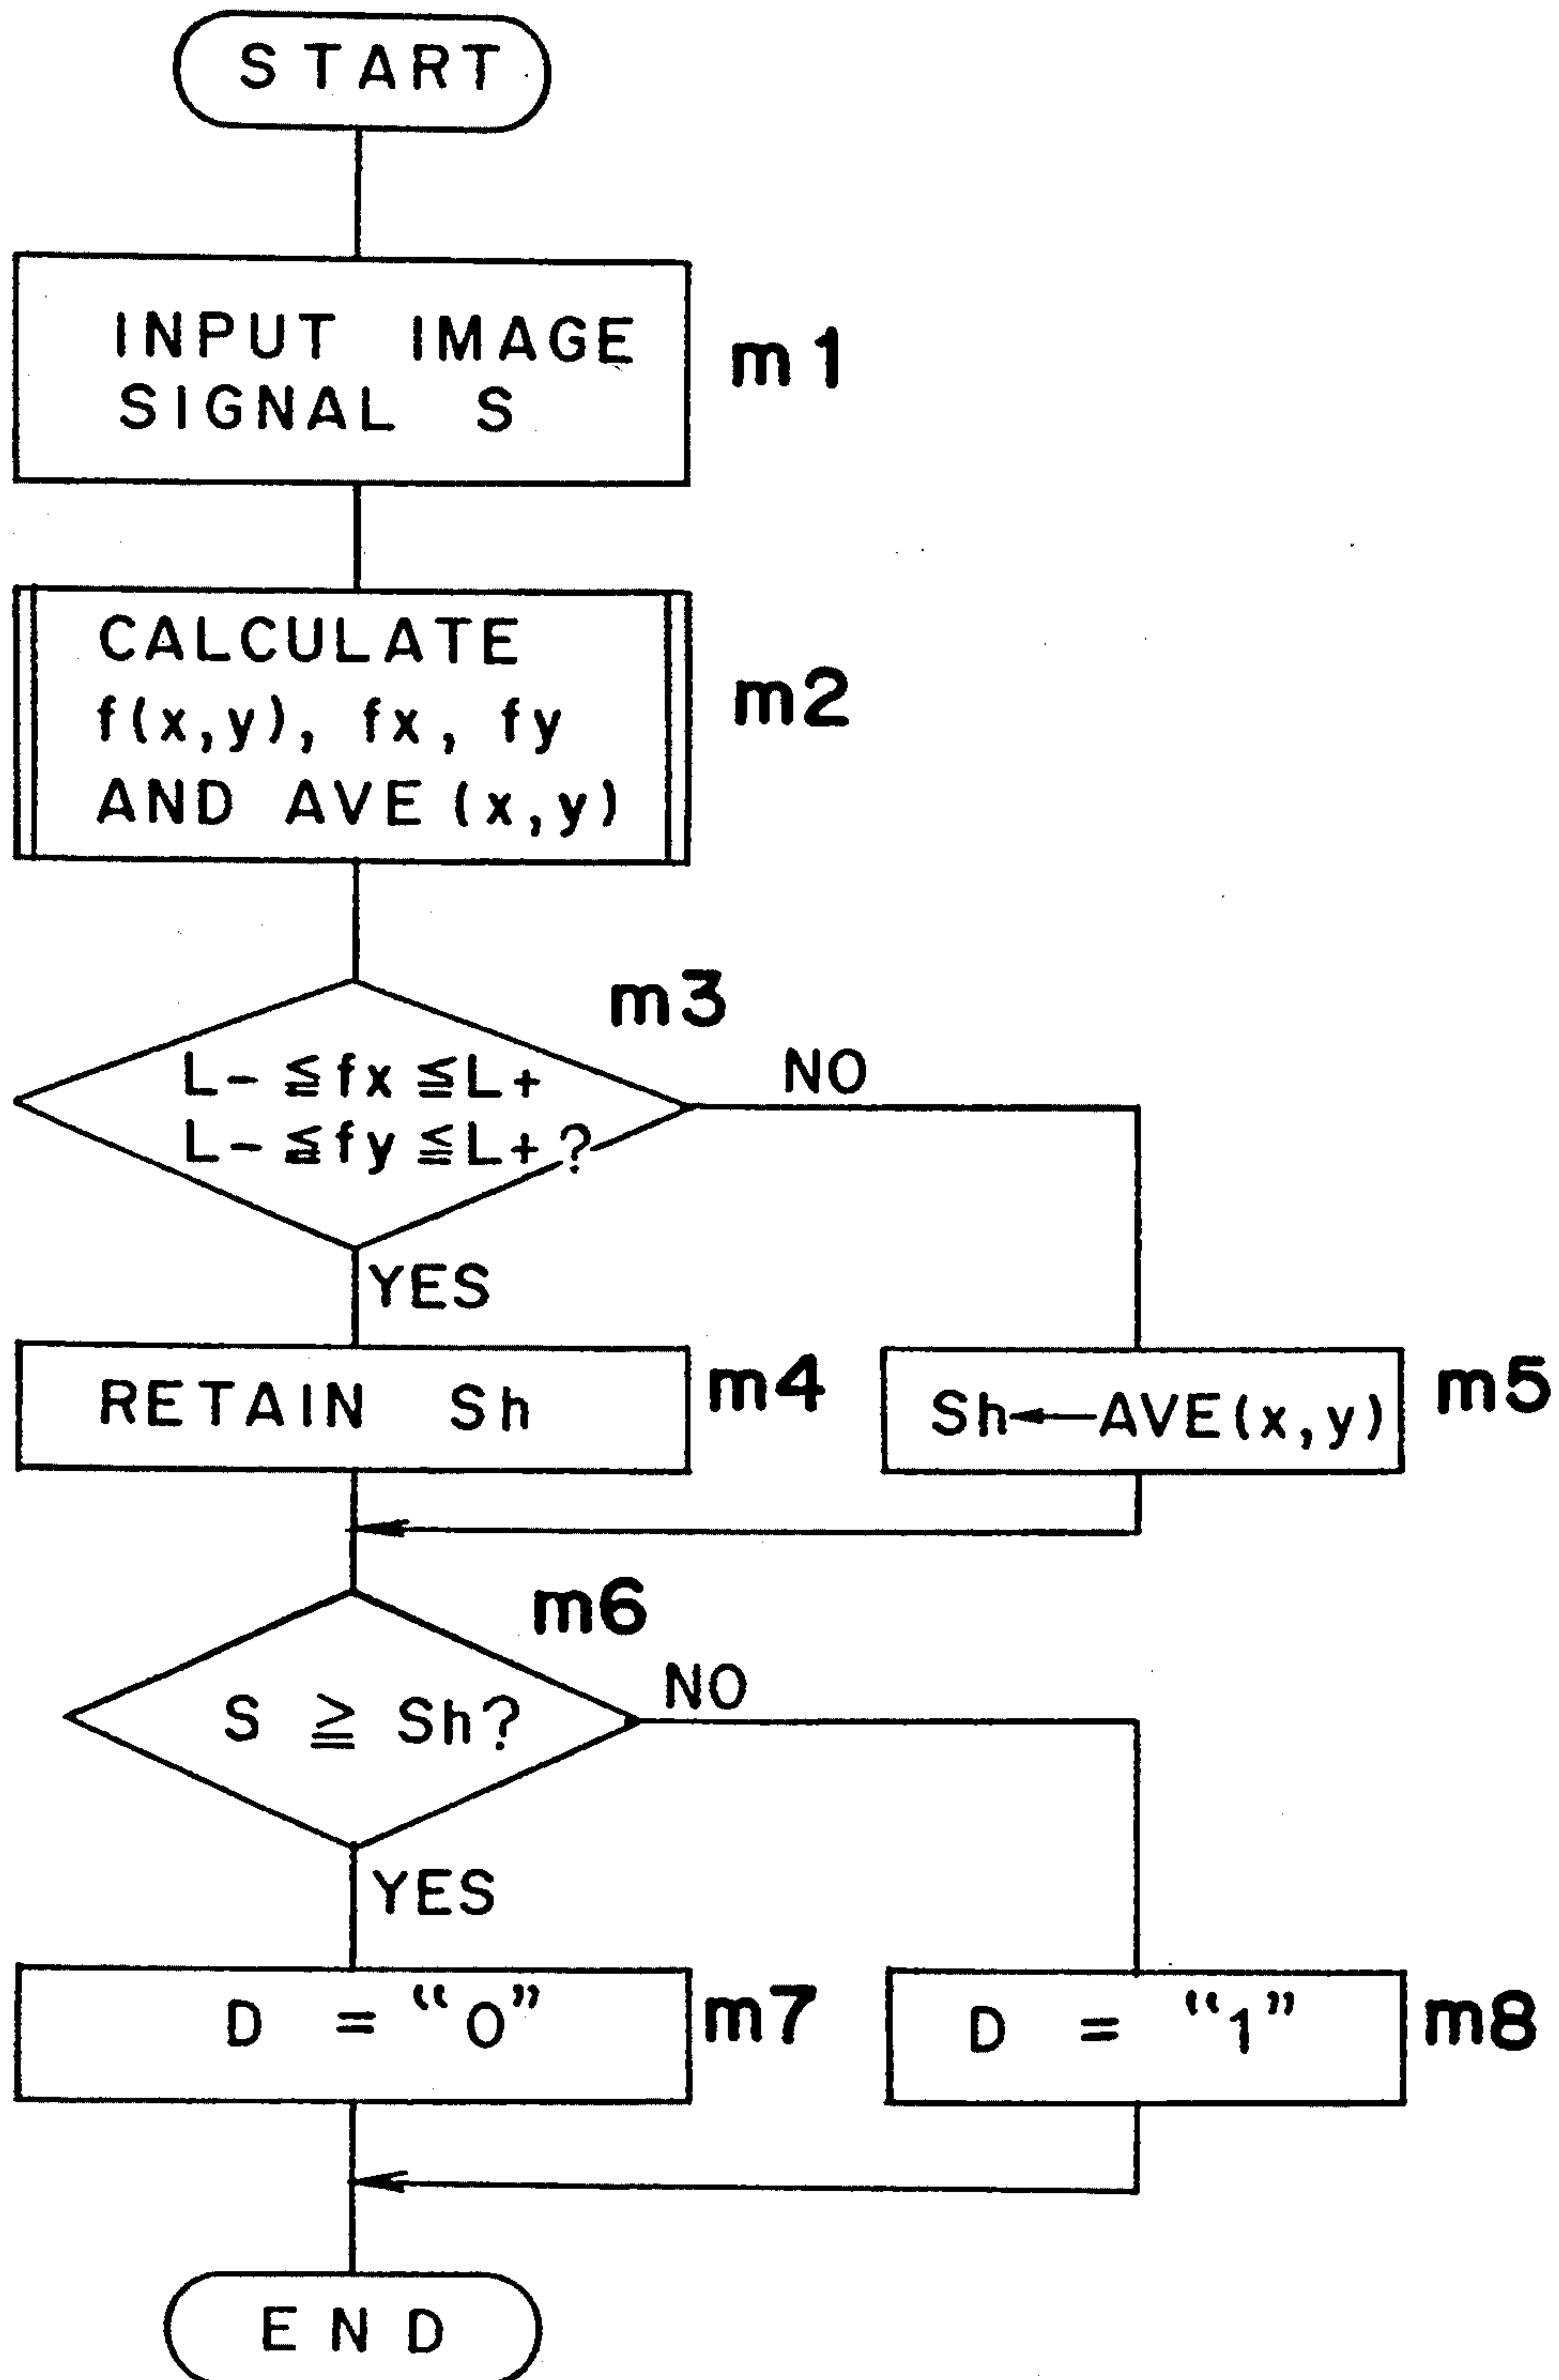 START
INPUT IMAGE
SIGNAL S
m1
CALCULATE
f(x,y), fx, fy
AND AVE(x,y)
m2
m3
L- ≦ fx ≦ L+
L- ≦ fy ≦ L+ ?
NO
YES
RETAIN Sh
m4
Sh←AVE(x,y)
m5
m6
S ≧ Sh?
NO
YES
D = “0”
m7
D = “1”
m8
END